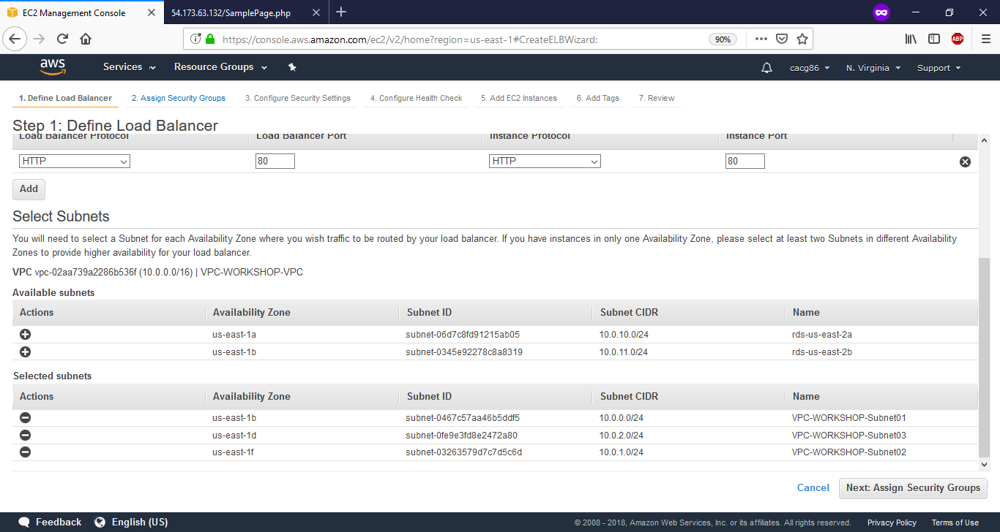 EC2 Management Console
54.173.63.132/SamplePage.php
https://console.aws.amazon.com/ec2/v2/home?region=us-east-1#CreateELBWizard:
90%
ABP
aws
Services
Resource Groups
cacg86
N. Virginia
Support
1. Define Load Balancer
2. Assign Security Groups
3. Configure Security Settings
4. Configure Health Check
5. Add EC2 Instances
6. Add Tags
7. Review
Step 1: Define Load Balancer
Load Balancer Protocol Load Balancer Port Instance Protocol Instance Port
HTTP 80 HTTP 80
Add
Select Subnets
You will need to select a Subnet for each Availability Zone where you wish traffic to be routed by your load balancer. If you have instances in only one Availability Zone, please select at least two Subnets in different Availability
Zones to provide higher availability for your load balancer.
VPC vpc-02aa739a2286b536f (10.0.0.0/16) | VPC-WORKSHOP-VPC
Available subnets
Actions Availability Zone Subnet ID Subnet CIDR Name
us-east-1a subnet-06d7c8fd91215ab05 10.0.10.0/24 rds-us-east-2a
us-east-1b subnet-0345e92278c8a8319 10.0.11.0/24 rds-us-east-2b
Selected subnets
Actions Availability Zone Subnet ID Subnet CIDR Name
us-east-1b subnet-0467c57aa46b5ddf5 10.0.0.0/24 VPC-WORKSHOP-Subnet01
us-east-1d subnet-0fe9e3fd8e2472a80 10.0.2.0/24 VPC-WORKSHOP-Subnet03
us-east-1f subnet-03263579d7c7d5c6d 10.0.1.0/24 VPC-WORKSHOP-Subnet02
Cancel
Next: Assign Security Groups
Feedback
English (US)
© 2008 - 2018, Amazon Web Services, Inc. or its affiliates. All rights reserved.
Privacy Policy
Terms of Use